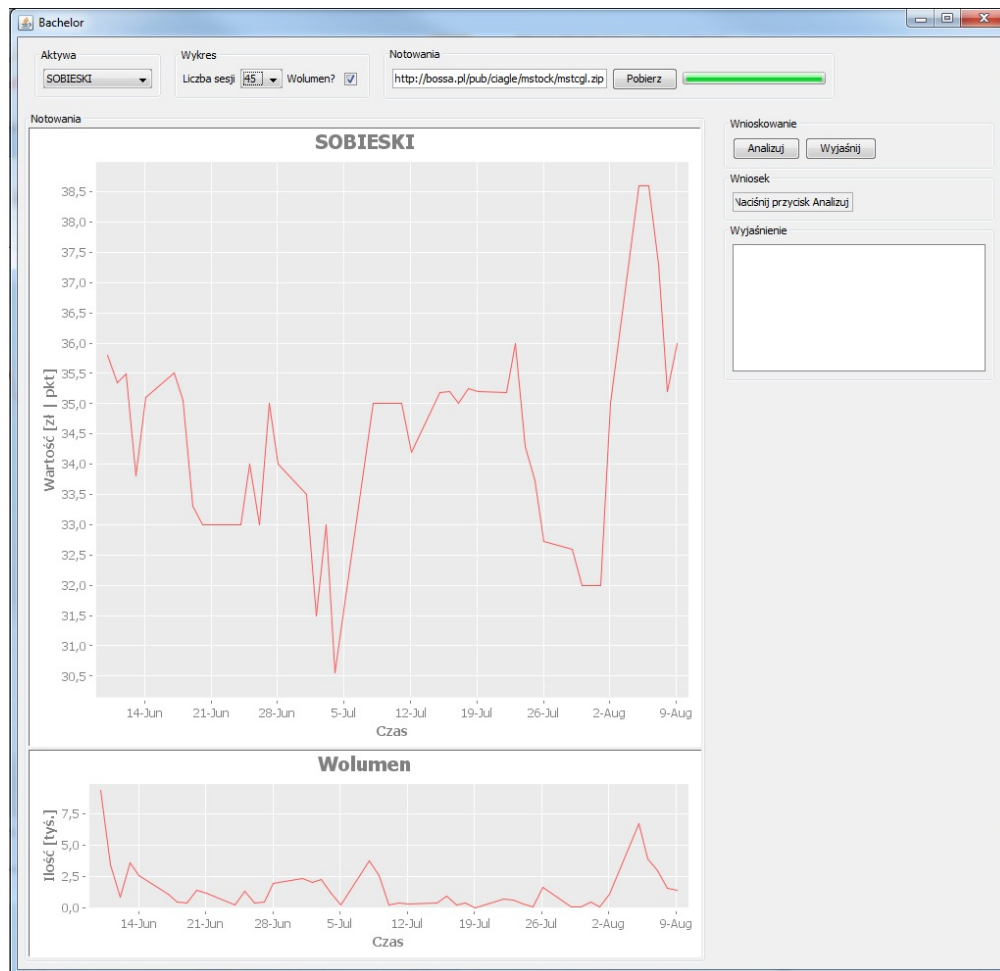 Bachelor
Aktywa
SOBIESKI
Wykres
Liczba sesji 45 Wolumen?
Notowania
http://bossa.pl/pub/ciagle/mstock/mstcgl.zip Pobierz
Notowania
SOBIESKI
Wartość [zł | pkt]
38,5
38,0
37,5
37,0
36,5
36,0
35,5
35,0
34,5
34,0
33,5
33,0
32,5
32,0
31,5
31,0
30,5
14-Jun 21-Jun 28-Jun 5-Jul 12-Jul 19-Jul 26-Jul 2-Aug 9-Aug
Czas
Wolumen
Ilość [tyś.]
7,5
5,0
2,5
0,0
14-Jun 21-Jun 28-Jun 5-Jul 12-Jul 19-Jul 26-Jul 2-Aug 9-Aug
Czas
Wnioskowanie
Analizuj Wyjaśnij
Wniosek
Naciśnij przycisk Analizuj
Wyjaśnienie